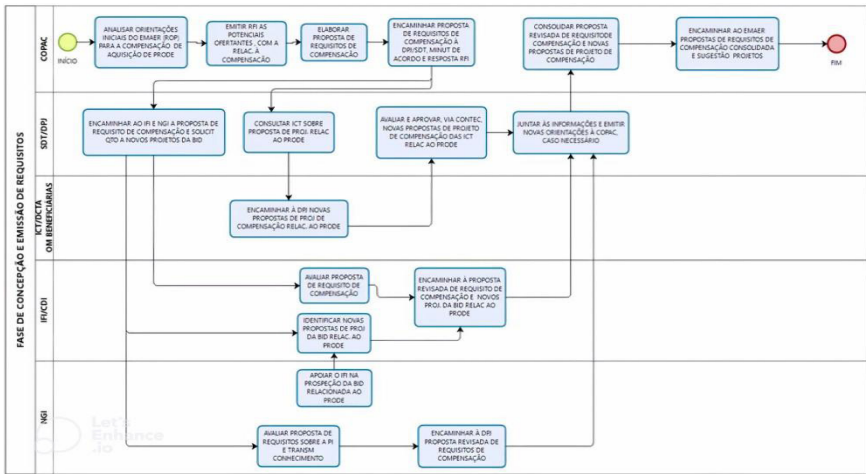 FASE DE CONCEPÇÃO E EMISSÃO DE REQUISITOS
COPAC
INÍCIO
ANALISAR ORIENTAÇÕES
INICIAIS DO EMAER (ROP)
PARA A COMPENSAÇÃO DE
AQUISIÇÃO DE PRODE
EMITIR RFI AS
POTENCIAIS
OFERTANTES , COM A
RELAC. À
COMPENSAÇÃO
ELABORAR
PROPOSTA DE
REQUISITOS DE
COMPENSAÇÃO
ENCAMINHAR PROPOSTA
DE REQUISITOS DE
COMPENSAÇÃO À
DPJ/SDT, MINUT DE
ACORDO E RESPOSTA RFI
CONSOLIDAR PROPOSTA
REVISADA DE REQUISITODE
COMPENSAÇÃO E NOVAS
PROPOSTAS DE PROJETO DE
COMPENSAÇÃO
ENCAMINHAR AO EMAER
PROPOSTAS DE REQUISITOS DE
COMPENSAÇÃO CONSOLIDADA
E SUGESTÃO PROJETOS
FIM
SDT/DPJ
ENCAMINHAR AO IFI E NGI A PROPOSTA DE
REQUISITO DE COMPENSAÇÃO E SOLICIT
QTO A NOVOS PROJETOS DA BID
CONSULTAR ICT SOBRE
PROPOSTA DE PROJ. RELAC
AO PRODE
AVALIAR E APROVAR, VIA CONTEC,
NOVAS PROPOSTAS DE PROJETO
DE COMPENSAÇÃO DAS ICT
RELAC AO PRODE
JUNTAR ÀS INFORMAÇÕES E EMITIR
NOVAS ORIENTAÇÕES À COPAC,
CASO NECESSÁRIO
ICT/DCTA
OM BENEFICIÁRIAS
ENCAMINHAR À DPJ NOVAS
PROPOSTAS DE PROJ DE
COMPENSAÇÃO RELAC. AO PRODE
IFI/CDI
AVALIAR PROPOSTA
DE REQUISITO DE
COMPENSAÇÃO
ENCAMINHAR À PROPOSTA
REVISADA DE REQUISITO DE
COMPENSAÇÃO E NOVOS
PROJ. DA BID RELAC AO
PRODE
IDENTIFICAR NOVAS
PROPOSTAS DE PROJ
DA BID RELAC. AO
PRODE
NGI
APOIAR O IFI NA
PROSPEÇÃO DA BID
RELACIONADA AO
PRODE
AVALIAR PROPOSTA DE
REQUISITOS SOBRE A PI
E TRANSM
CONHECIMENTO
ENCAMINHAR À DPJ
PROPOSTA REVISADA DE
REQUISITOS DE
COMPENSAÇÃO
Let's
Enhance
.io